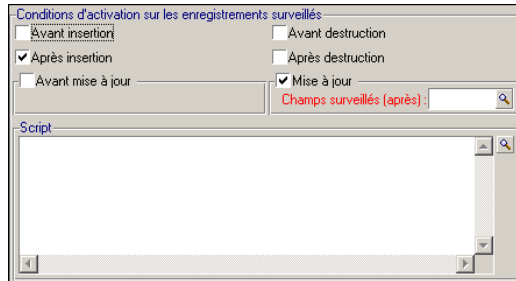 Conditions d'activation sur les enregistrements surveillés
Avant insertion
Avant destruction
Après insertion
Après destruction
Avant mise à jour
Mise à jour
Champs surveillés (après) :
Script